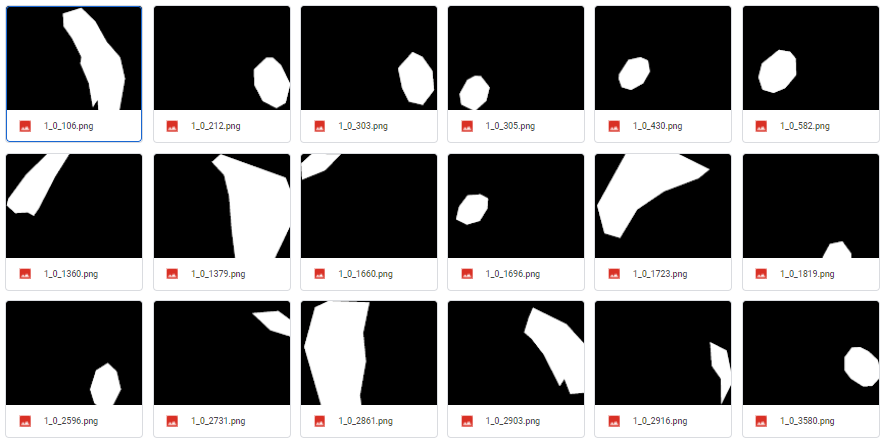 1_0_106.png
1_0_212.png
1_0_303.png
1_0_305.png
1_0_430.png
1_0_582.png
1_0_1360.png
1_0_1379.png
1_0_1660.png
1_0_1696.png
1_0_1723.png
1_0_1819.png
1_0_2596.png
1_0_2731.png
1_0_2861.png
1_0_2903.png
1_0_2916.png
1_0_3580.png